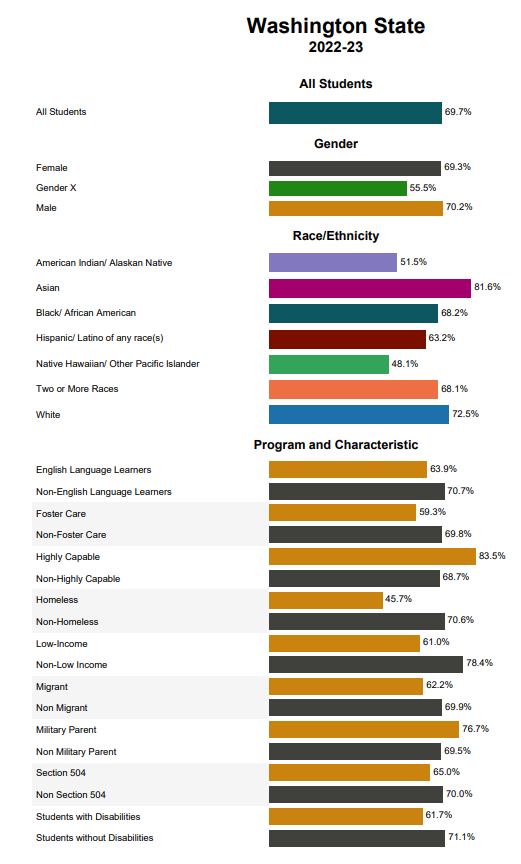 Washington State
2022-23
All Students
All Students 69.7%
Gender
Female 69.3%
Gender X 55.5%
Male 70.2%
Race/Ethnicity
American Indian/ Alaskan Native 51.5%
Asian 81.6%
Black/ African American 68.2%
Hispanic/ Latino of any race(s) 63.2%
Native Hawaiian/ Other Pacific Islander 48.1%
Two or More Races 68.1%
White 72.5%
Program and Characteristic
English Language Learners 63.9%
Non-English Language Learners 70.7%
Foster Care 59.3%
Non-Foster Care 69.8%
Highly Capable 83.5%
Non-Highly Capable 68.7%
Homeless 45.7%
Non-Homeless 70.6%
Low-Income 61.0%
Non-Low Income 78.4%
Migrant 62.2%
Non Migrant 69.9%
Military Parent 76.7%
Non Military Parent 69.5%
Section 504 65.0%
Non Section 504 70.0%
Students with Disabilities 61.7%
Students without Disabilities 71.1%